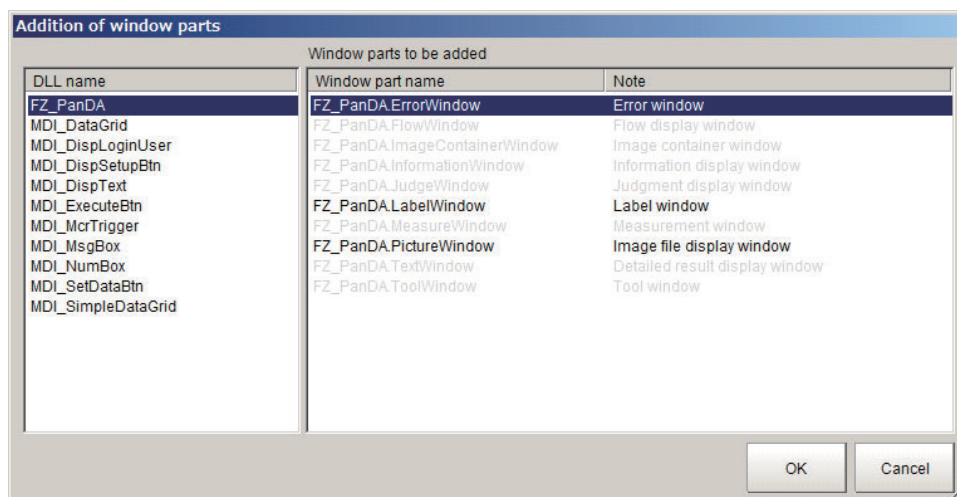 Addition of window parts
Window parts to be added
DLL name
FZ_PanDA
MDI_DataGrid
MDI_DispLoginUser
MDI_DispSetupBtn
MDI_DispText
MDI_ExecuteBtn
MDI_McrTrigger
MDI_MsgBox
MDI_NumBox
MDI_SetDataBtn
MDI_SimpleDataGrid
Window part name Note
FZ_PanDA.ErrorWindow Error window
FZ_PanDA.FlowWindow Flow display window
FZ_PanDA.ImageContainerWindow Image container window
FZ_PanDA.InformationWindow Information display window
FZ_PanDA.JudgeWindow Judgment display window
FZ_PanDA.LabelWindow Label window
FZ_PanDA.MeasureWindow Measurement window
FZ_PanDA.PictureWindow Image file display window
FZ_PanDA.TextWindow Detailed result display window
FZ_PanDA.ToolWindow Tool window
OK Cancel